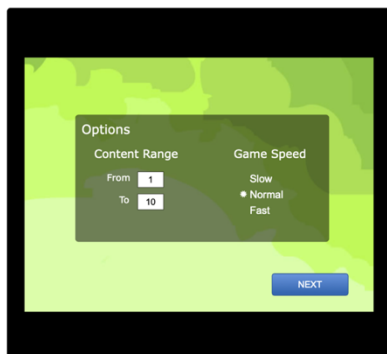 Options
Content Range
From 1
To 10
Game Speed
Slow
Normal
Fast
NEXT